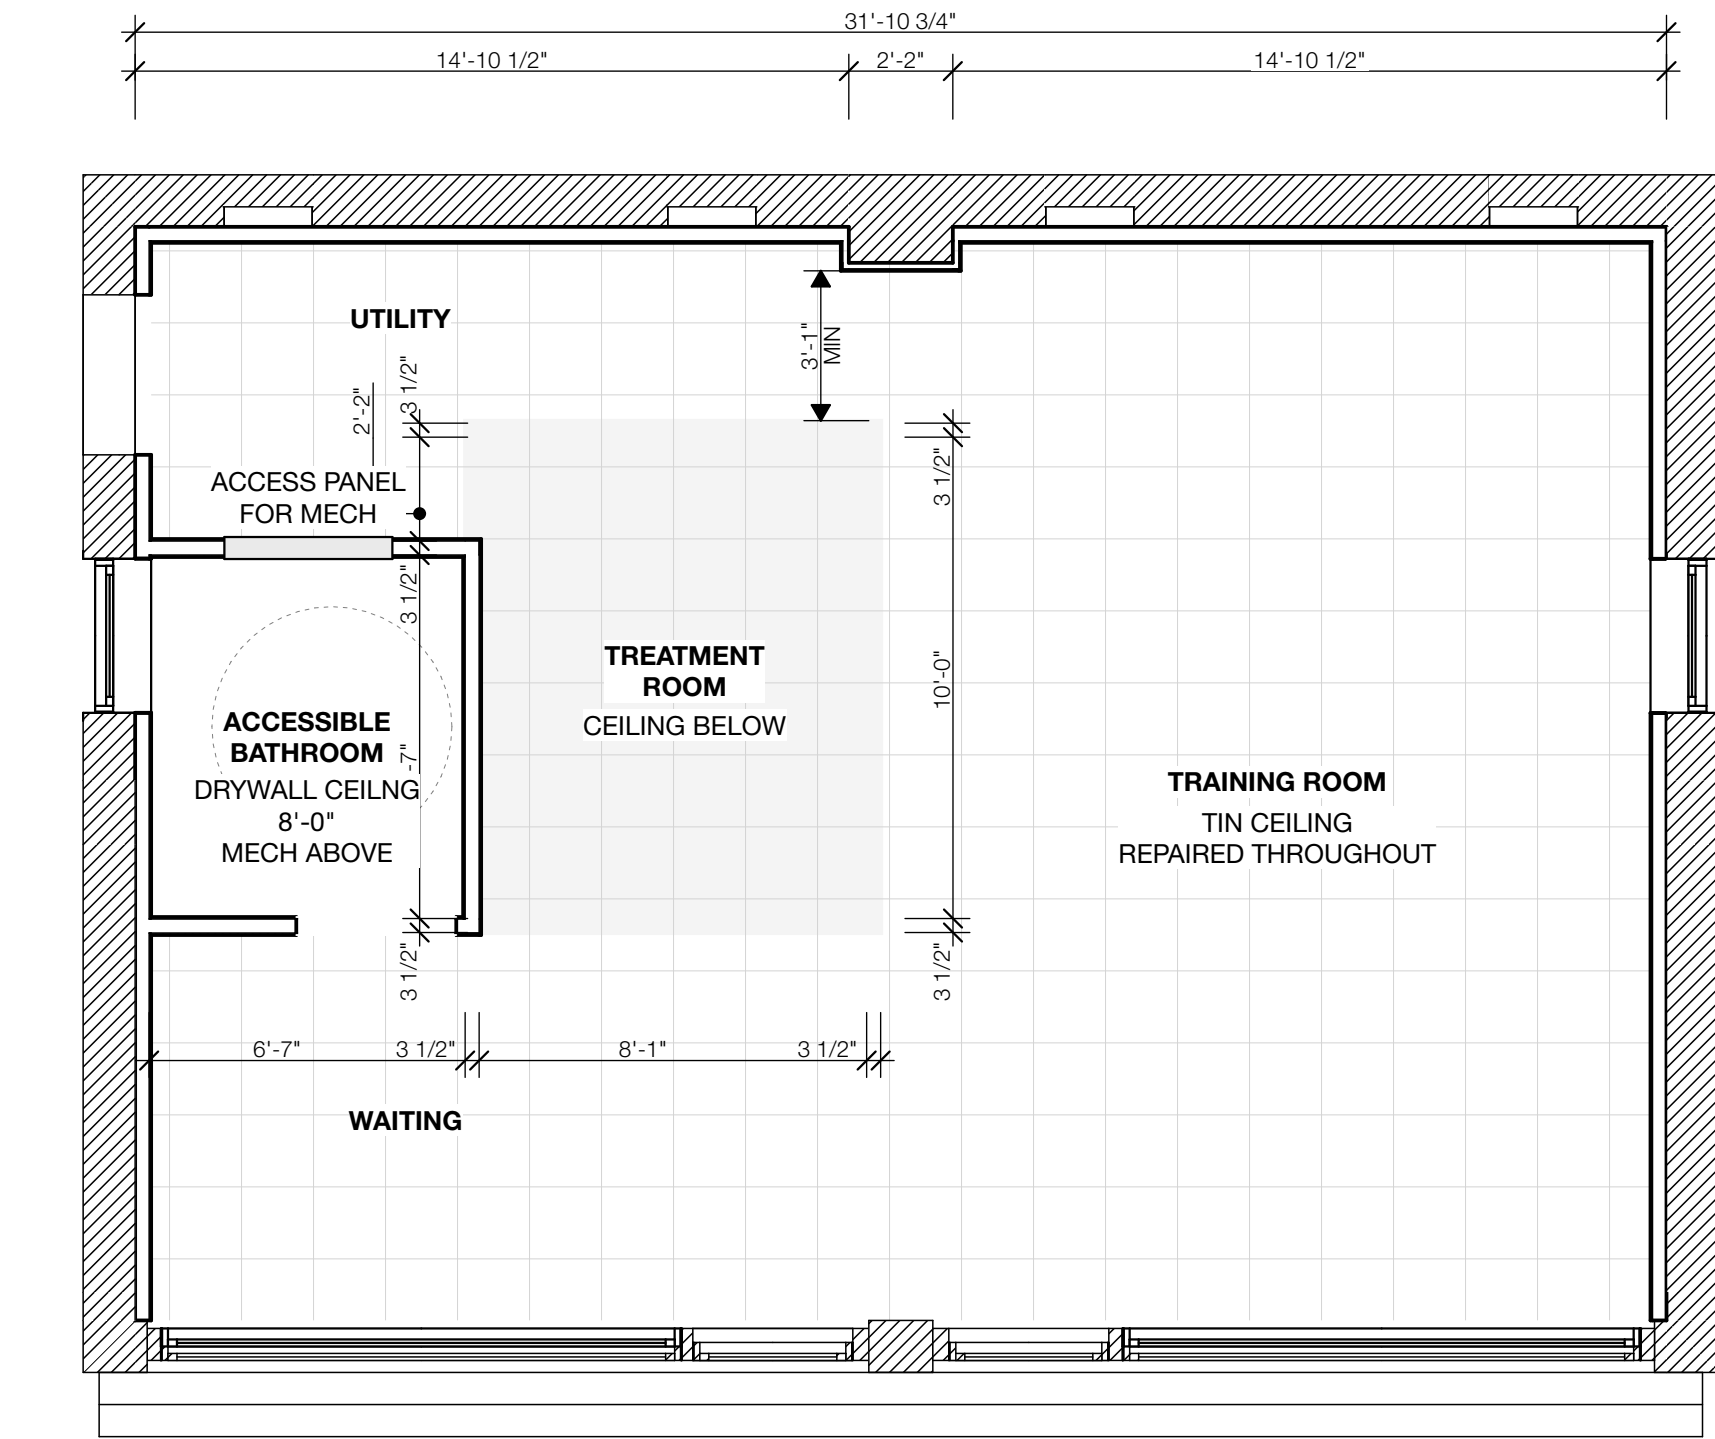 31'-10 3/4"
14'-10 1/2"
2'-2"
14'-10 1/2"
UTILITY
3'-1"
MIN
3 1/2"
2'-2"
ACCESS PANEL
FOR MECH
3 1/2"
3 1/2"
TREATMENT
ROOM
CEILING BELOW
10'-0"
ACCESSIBLE
BATHROOM
DRYWALL CEILNG
8'-0"
MECH ABOVE
-7"
TRAINING ROOM
TIN CEILING
REPAIRED THROUGHOUT
3 1/2"
3 1/2"
6'-7"
3 1/2"
8'-1"
3 1/2"
WAITING